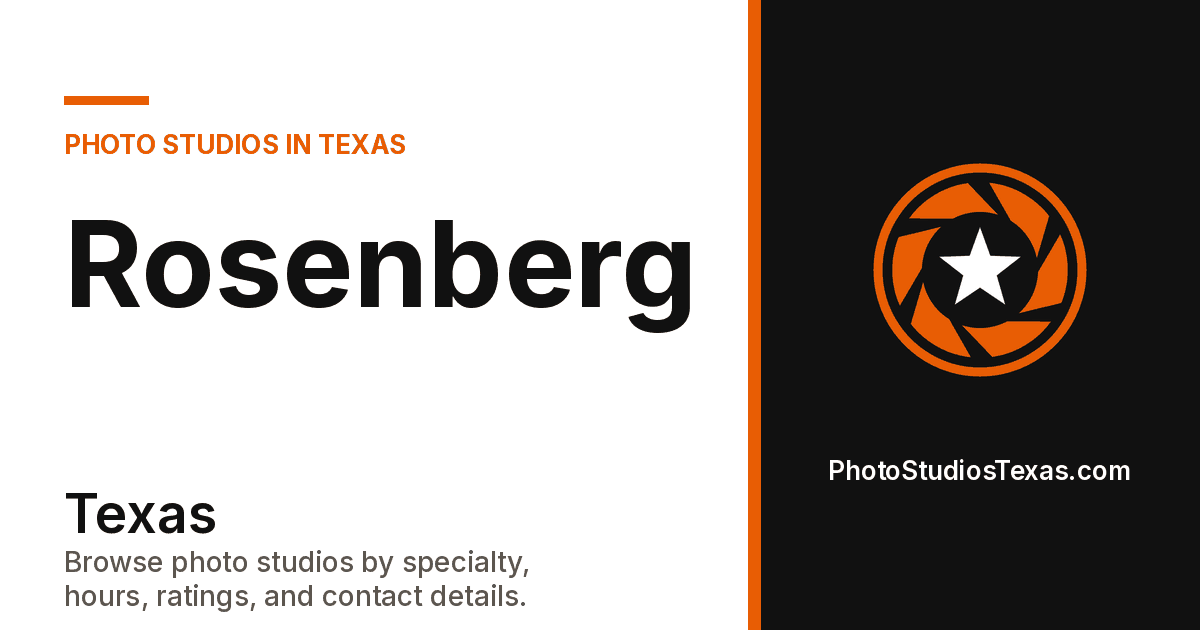 PHOTO STUDIOS IN TEXAS
Rosenberg
Texas
Browse photo studios by specialty,
hours, ratings, and contact details.
PhotoStudiosTexas.com